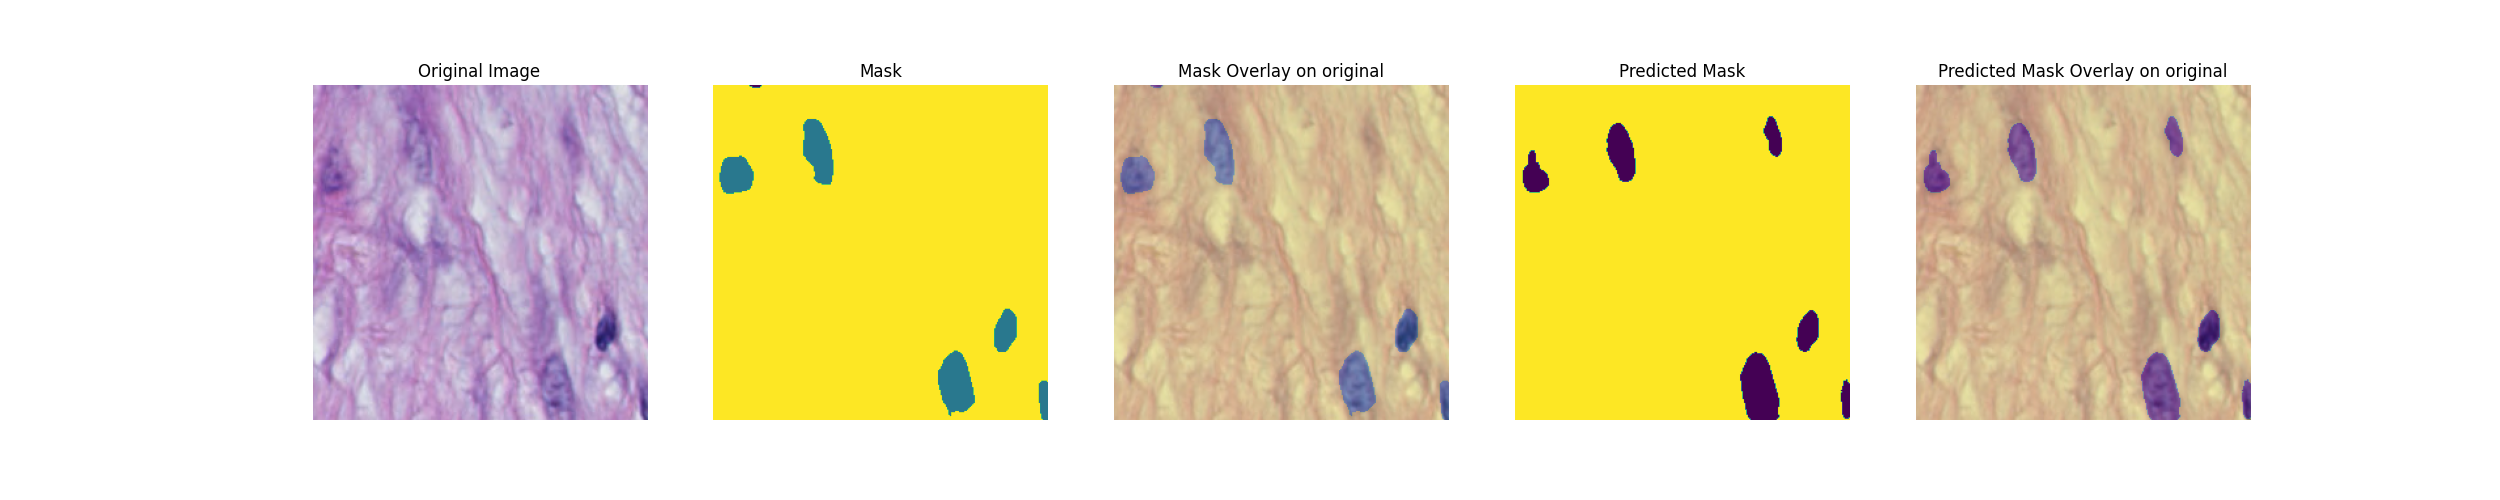 Original Image
Mask
Mask Overlay on original
Predicted Mask
Predicted Mask Overlay on original